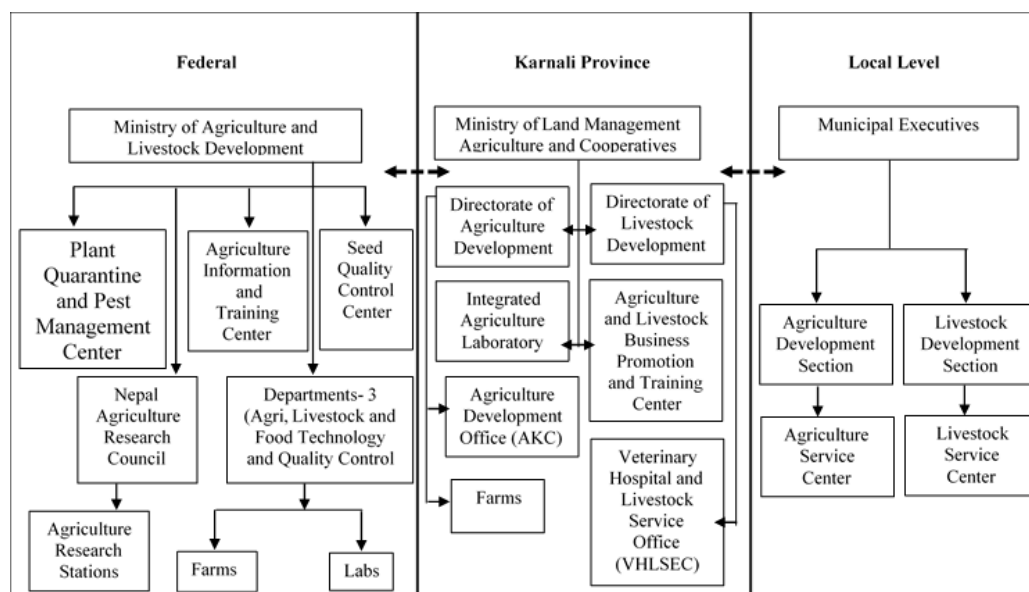 Federal
Ministry of Agriculture and
Livestock Development
Plant
Quarantine
and Pest
Management
Center
Agriculture
Information
and
Training
Center
Seed
Quality
Control
Center
Nepal
Agriculture
Research
Council
Departments- 3
(Agri, Livestock and
Food Technology
and Quality Control
Agriculture
Research
Stations
Farms
Labs
Karnali Province
Ministry of Land Management
Agriculture and Cooperatives
Directorate of
Agriculture
Development
Directorate of
Livestock
Development
Integrated
Agriculture
Laboratory
Agriculture
and Livestock
Business
Promotion
and Training
Center
Agriculture
Development
Office (AKC)
Farms
Veterinary
Hospital and
Livestock
Service
Office
(VHLSEC)
Local Level
Municipal Executives
Agriculture
Development
Section
Livestock
Development
Section
Agriculture
Service
Center
Livestock
Service
Center